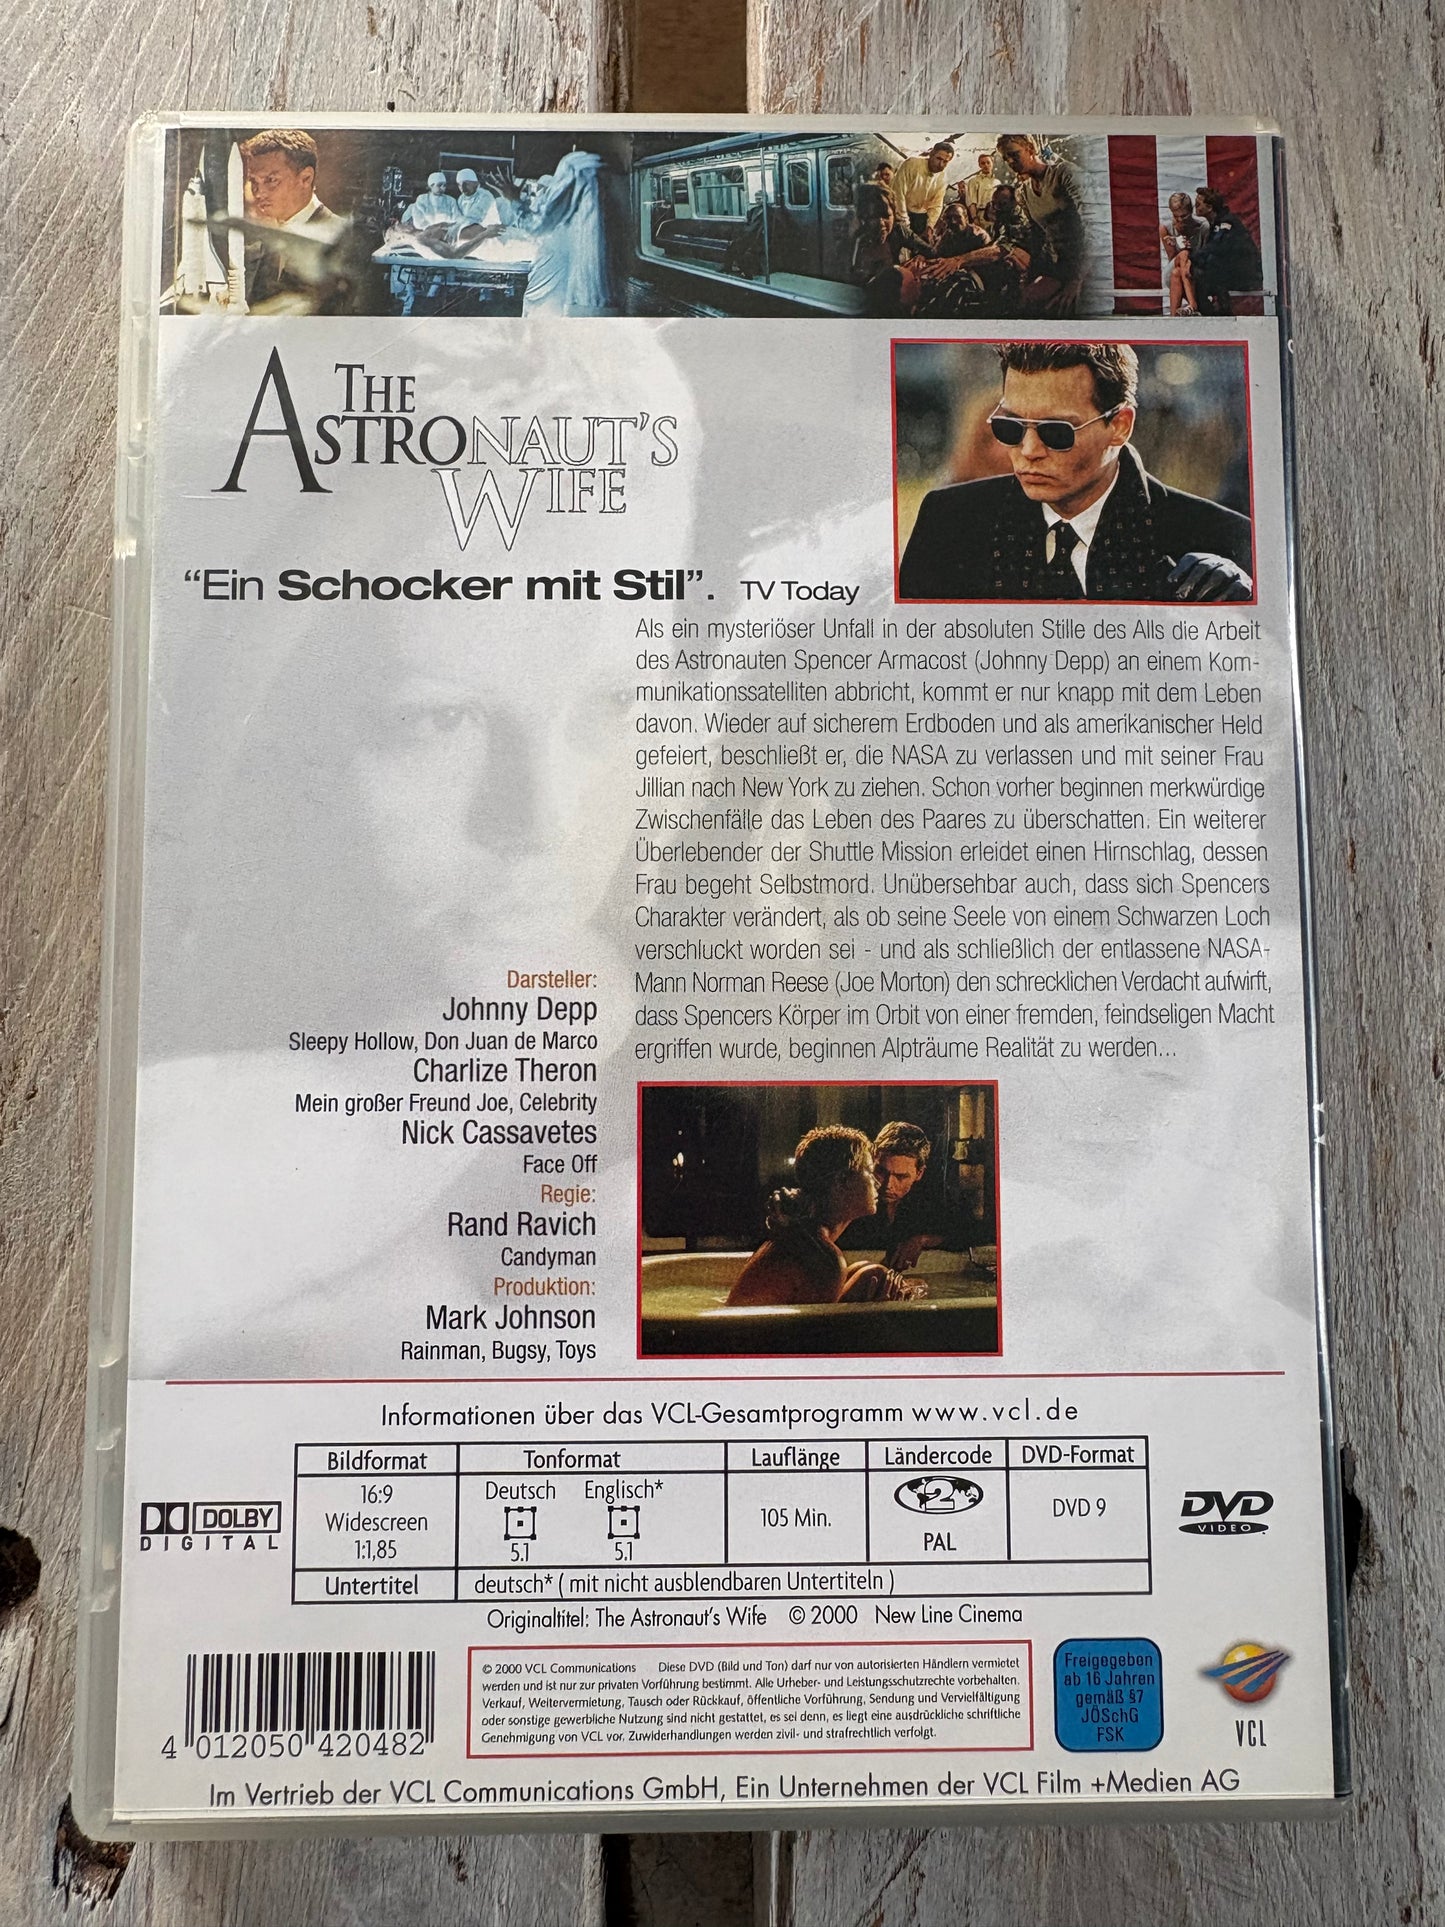 THE
ASTRONAUT'S
WIFE
“Ein Schocker mit Stil”. TV Today
Als ein mysteriöser Unfall in der absoluten Stille des Alls die Arbeit
des Astronauten Spencer Armacost (Johnny Depp) an einem Kom-
munikationssatelliten abbricht, kommt er nur knapp mit dem Leben
davon. Wieder auf sicherem Erdboden und als amerikanischer Held
gefeiert, beschließt er, die NASA zu verlassen und mit seiner Frau
Jillian nach New York zu ziehen. Schon vorher beginnen merkwürdige
Zwischenfälle das Leben des Paares zu überschatten. Ein weiterer
Überlebender der Shuttle Mission erleidet einen Hirnschlag, dessen
Frau begeht Selbstmord. Unübersehbar auch, dass sich Spencers
Charakter verändert, als ob seine Seele von einem Schwarzen Loch
verschluckt worden sei - und als schließlich der entlassene NASA-
Mann Norman Reese (Joe Morton) den schrecklichen Verdacht aufwirft,
dass Spencers Körper im Orbit von einer fremden, feindseligen Macht
ergriffen wurde, beginnen Alpträume Realität zu werden...
Darsteller:
Johnny Depp
Sleepy Hollow, Don Juan de Marco
Charlize Theron
Mein großer Freund Joe, Celebrity
Nick Cassavetes
Face Off
Regie:
Rand Ravich
Candyman
Produktion:
Mark Johnson
Rainman, Bugsy, Toys
Informationen über das VCL-Gesamtprogramm www.vcl.de
Bildformat Tonformat Lauflänge Ländercode DVD-Format
16:9 Deutsch Englisch* 2
Widescreen 105 Min. DVD 9
1:1,85 5.1 5.1 PAL
Untertitel deutsch* ( mit nicht ausblendbaren Untertiteln )
DOLBY
DIGITAL
DVD
VIDEO
Originaltitel: The Astronaut's Wife © 2000 New Line Cinema
© 2000 VCL Communications Diese DVD (Bild und Ton) darf nur von autorisierten Händlern vermietet
werden und ist nur zur privaten Vorführung bestimmt. Alle Urheber- und Leistungsschutzrechte vorbehalten.
Verkauf, Weitervermietung, Tausch oder Rückkauf, öffentliche Vorführung, Sendung und Vervielfältigung
oder sonstige gewerbliche Nutzung sind nicht gestattet, es sei denn, es liegt eine ausdrückliche schriftliche
Genehmigung von VCL vor. Zuwiderhandlungen werden zivil- und strafrechtlich verfolgt.
Freigegeben
ab 16 Jahren
gemäß §7
JÖSchG
FSK
VCL
4 012050 420482
Im Vertrieb der VCL Communications GmbH, Ein Unternehmen der VCL Film +Medien AG